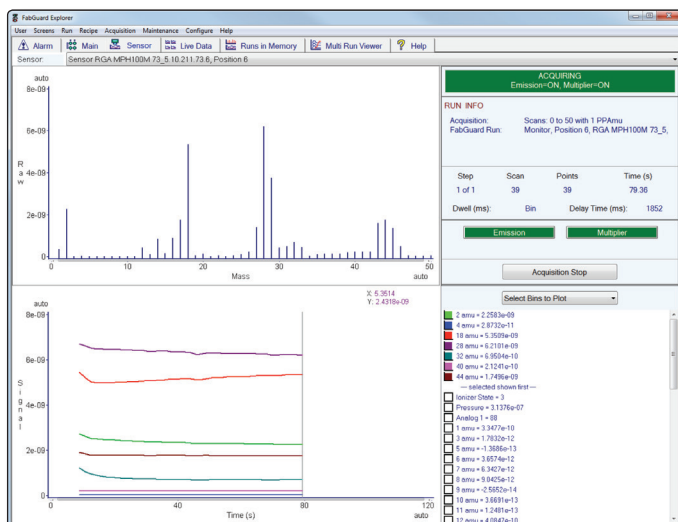 FabGuard Explorer
User Screens Run Recipe Acquisition Maintenance Configure Help
Alarm Main Sensor Live Data Runs in Memory Multi Run Viewer Help
Sensor: Sensor RGA MPH100M 73_5.10.211.73.6, Position 6
auto
8e-09
Raw
4e-09
2e-09
0
0 10 20 30 40 50
Mass
auto
ACQUIRING
Emission=ON, Multiplier=ON
RUN INFO
Acquisition: Scans: 0 to 50 with 1 PPAmu
FabGuard Run: Monitor, Position 6, RGA MPH100M 73_5,
Step Scan Points Time (s)
1 of 1 39 39 79.36
Dwell (ms): Bin Delay Time (ms): 1852
Emission Multiplier
Acquisition Stop
X: 5.3514
Y: 2.4318e-09
auto
8e-09
6e-09
Signal
4e-09
2e-09
0
0 40 80 120
Time (s)
auto
Select Bins to Plot
2 amu = 2.2583e-09
4 amu = 2.8732e-11
18 amu = 5.3509e-09
28 amu = 6.2101e-09
32 amu = 6.9504e-10
40 amu = 2.1241e-10
44 amu = 1.7496e-09
--- selected shown first ---
Ionizer State = 3
Pressure = 3.1376e-07
Analog 1 = 88
1 amu = 3.3477e-10
3 amu = 1.7832e-12
5 amu = -1.3686e-13
6 amu = 3.6574e-12
7 amu = 6.3427e-12
8 amu = 9.0425e-12
9 amu = -2.5652e-14
10 amu = 3.6691e-13
11 amu = 1.2481e-13
12 amu = 4.0847e-10